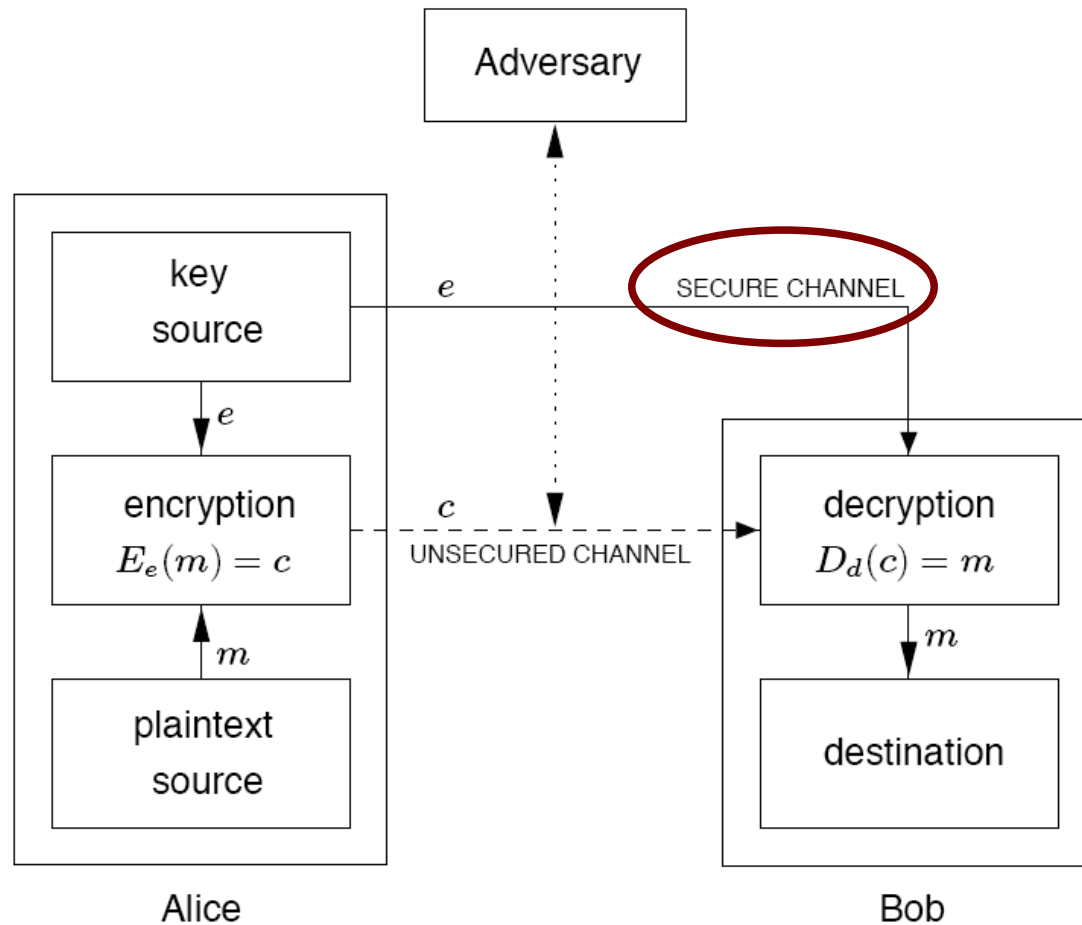 Adversary
key
source
e
SECURE CHANNEL
e
encryption
E_e(m) = c
c
UNSECURED CHANNEL
decryption
D_d(c) = m
m
m
plaintext
source
destination
Alice
Bob